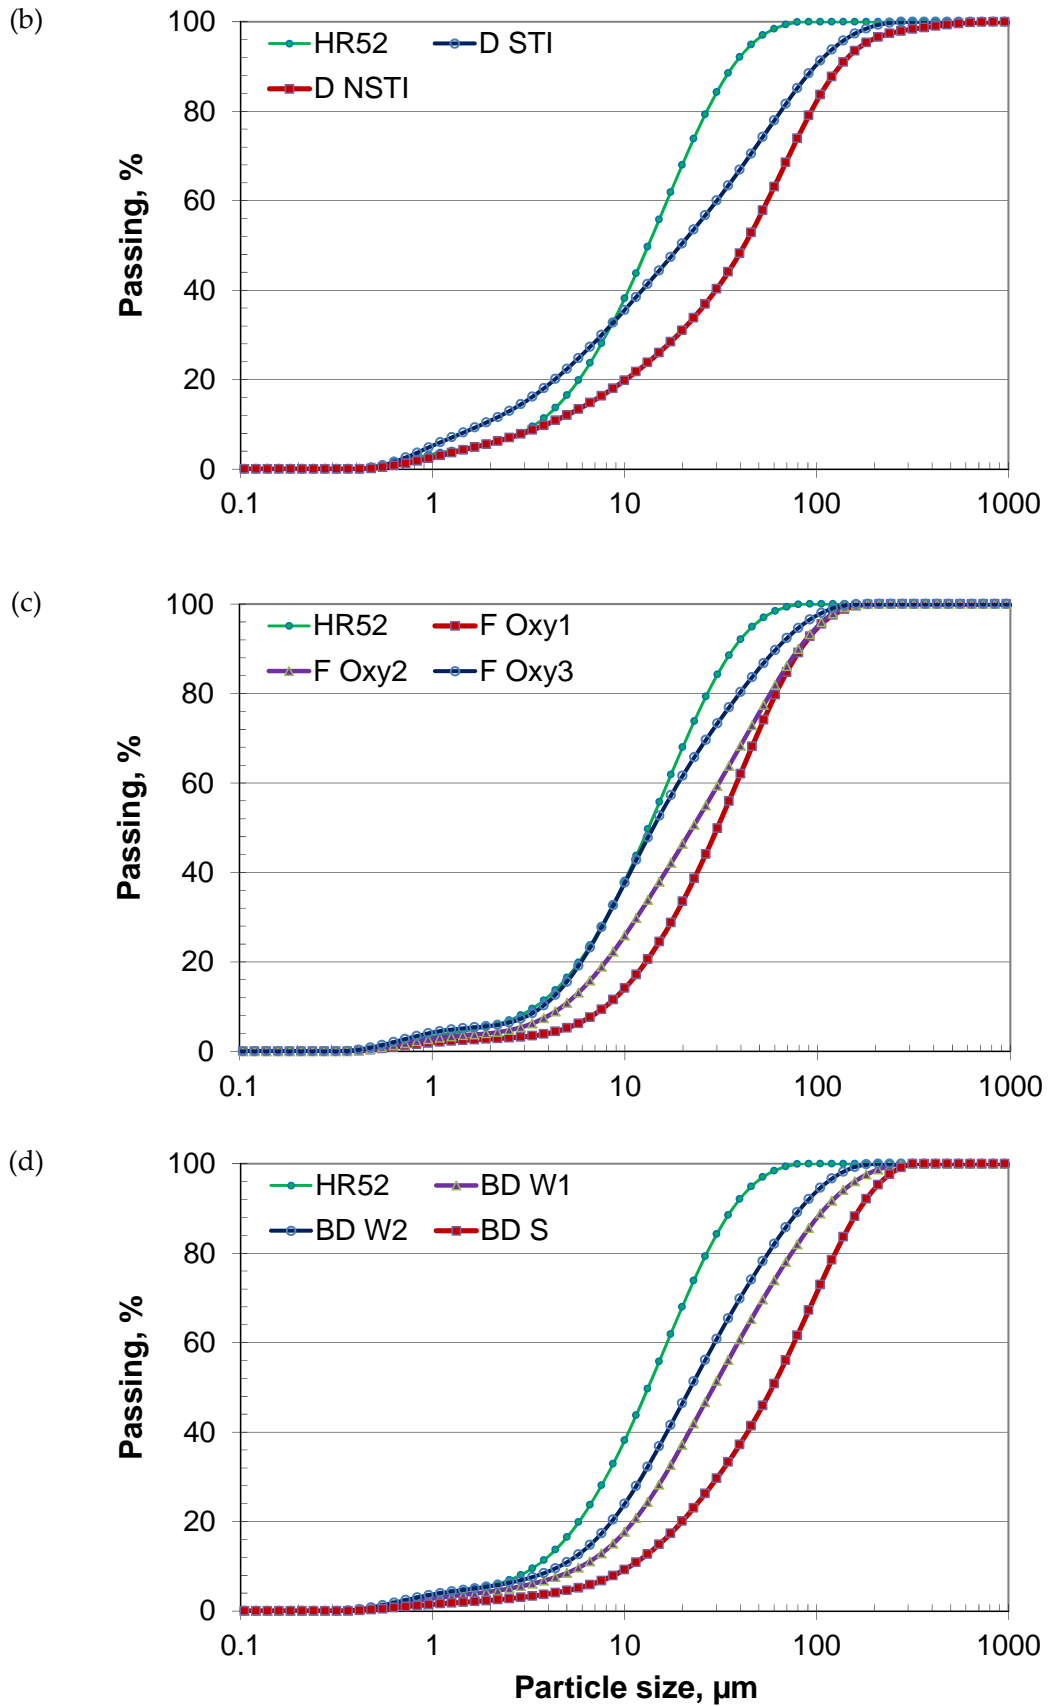 (b)
100
80
60
40
20
0
Passing, %
HR52 D STI
D NSTI
0.1 1 10 100 1000
(c)
100
80
60
40
20
0
Passing, %
HR52 F Oxy1
F Oxy2 F Oxy3
0.1 1 10 100 1000
(d)
100
80
60
40
20
0
Passing, %
HR52 BD W1
BD W2 BD S
0.1 1 10 100 1000
Particle size, µm